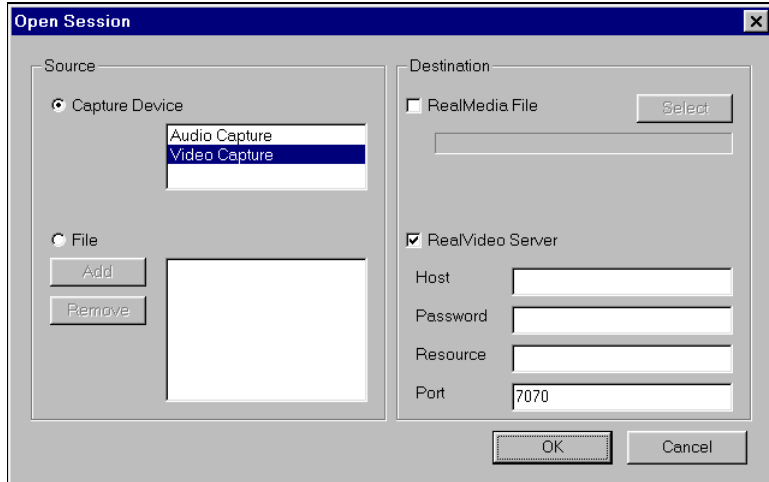 Open Session
Source
Capture Device
Audio Capture
Video Capture
File
Add
Remove
Destination
RealMedia File
Select
RealVideo Server
Host
Password
Resource
Port
7070
OK
Cancel